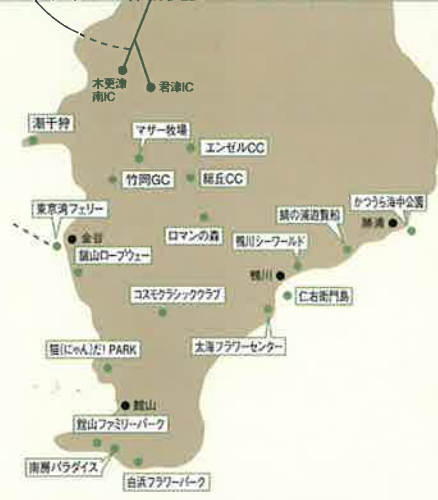 木更津
南IC
君津IC
潮干狩
マザー牧場
エンゼルCC
竹岡GC
総丘CC
東京湾フェリー
かつうら海中公園
鯛の浦遊覧船
勝浦
金谷
ロマンの森
鴨川シーワールド
鋸山ロープウェー
鴨川
仁右衛門島
コスモクラシッククラブ
太海フラワーセンター
猫(にゃん)だ!PARK
館山
館山ファミリーパーク
南房パラダイス
白浜フラワーパーク